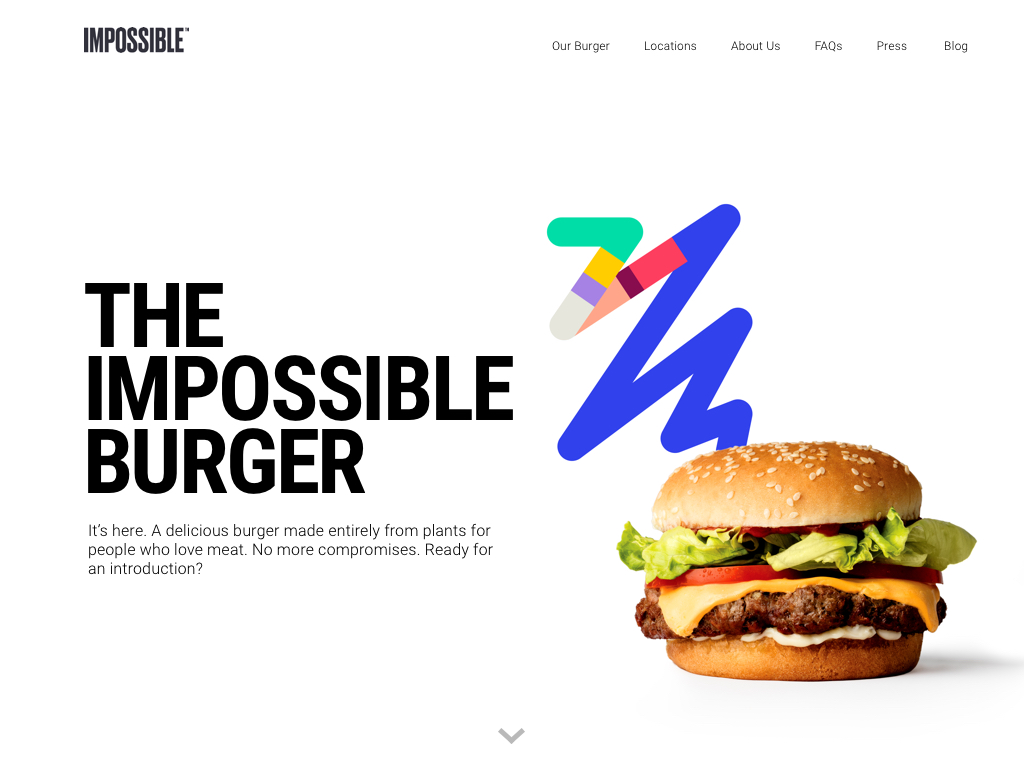 IMPOSSIBLE™
Our Burger Locations About Us FAQs Press Blog
THE
IMPOSSIBLE
BURGER
It’s here. A delicious burger made entirely from plants for
people who love meat. No more compromises. Ready for
an introduction?